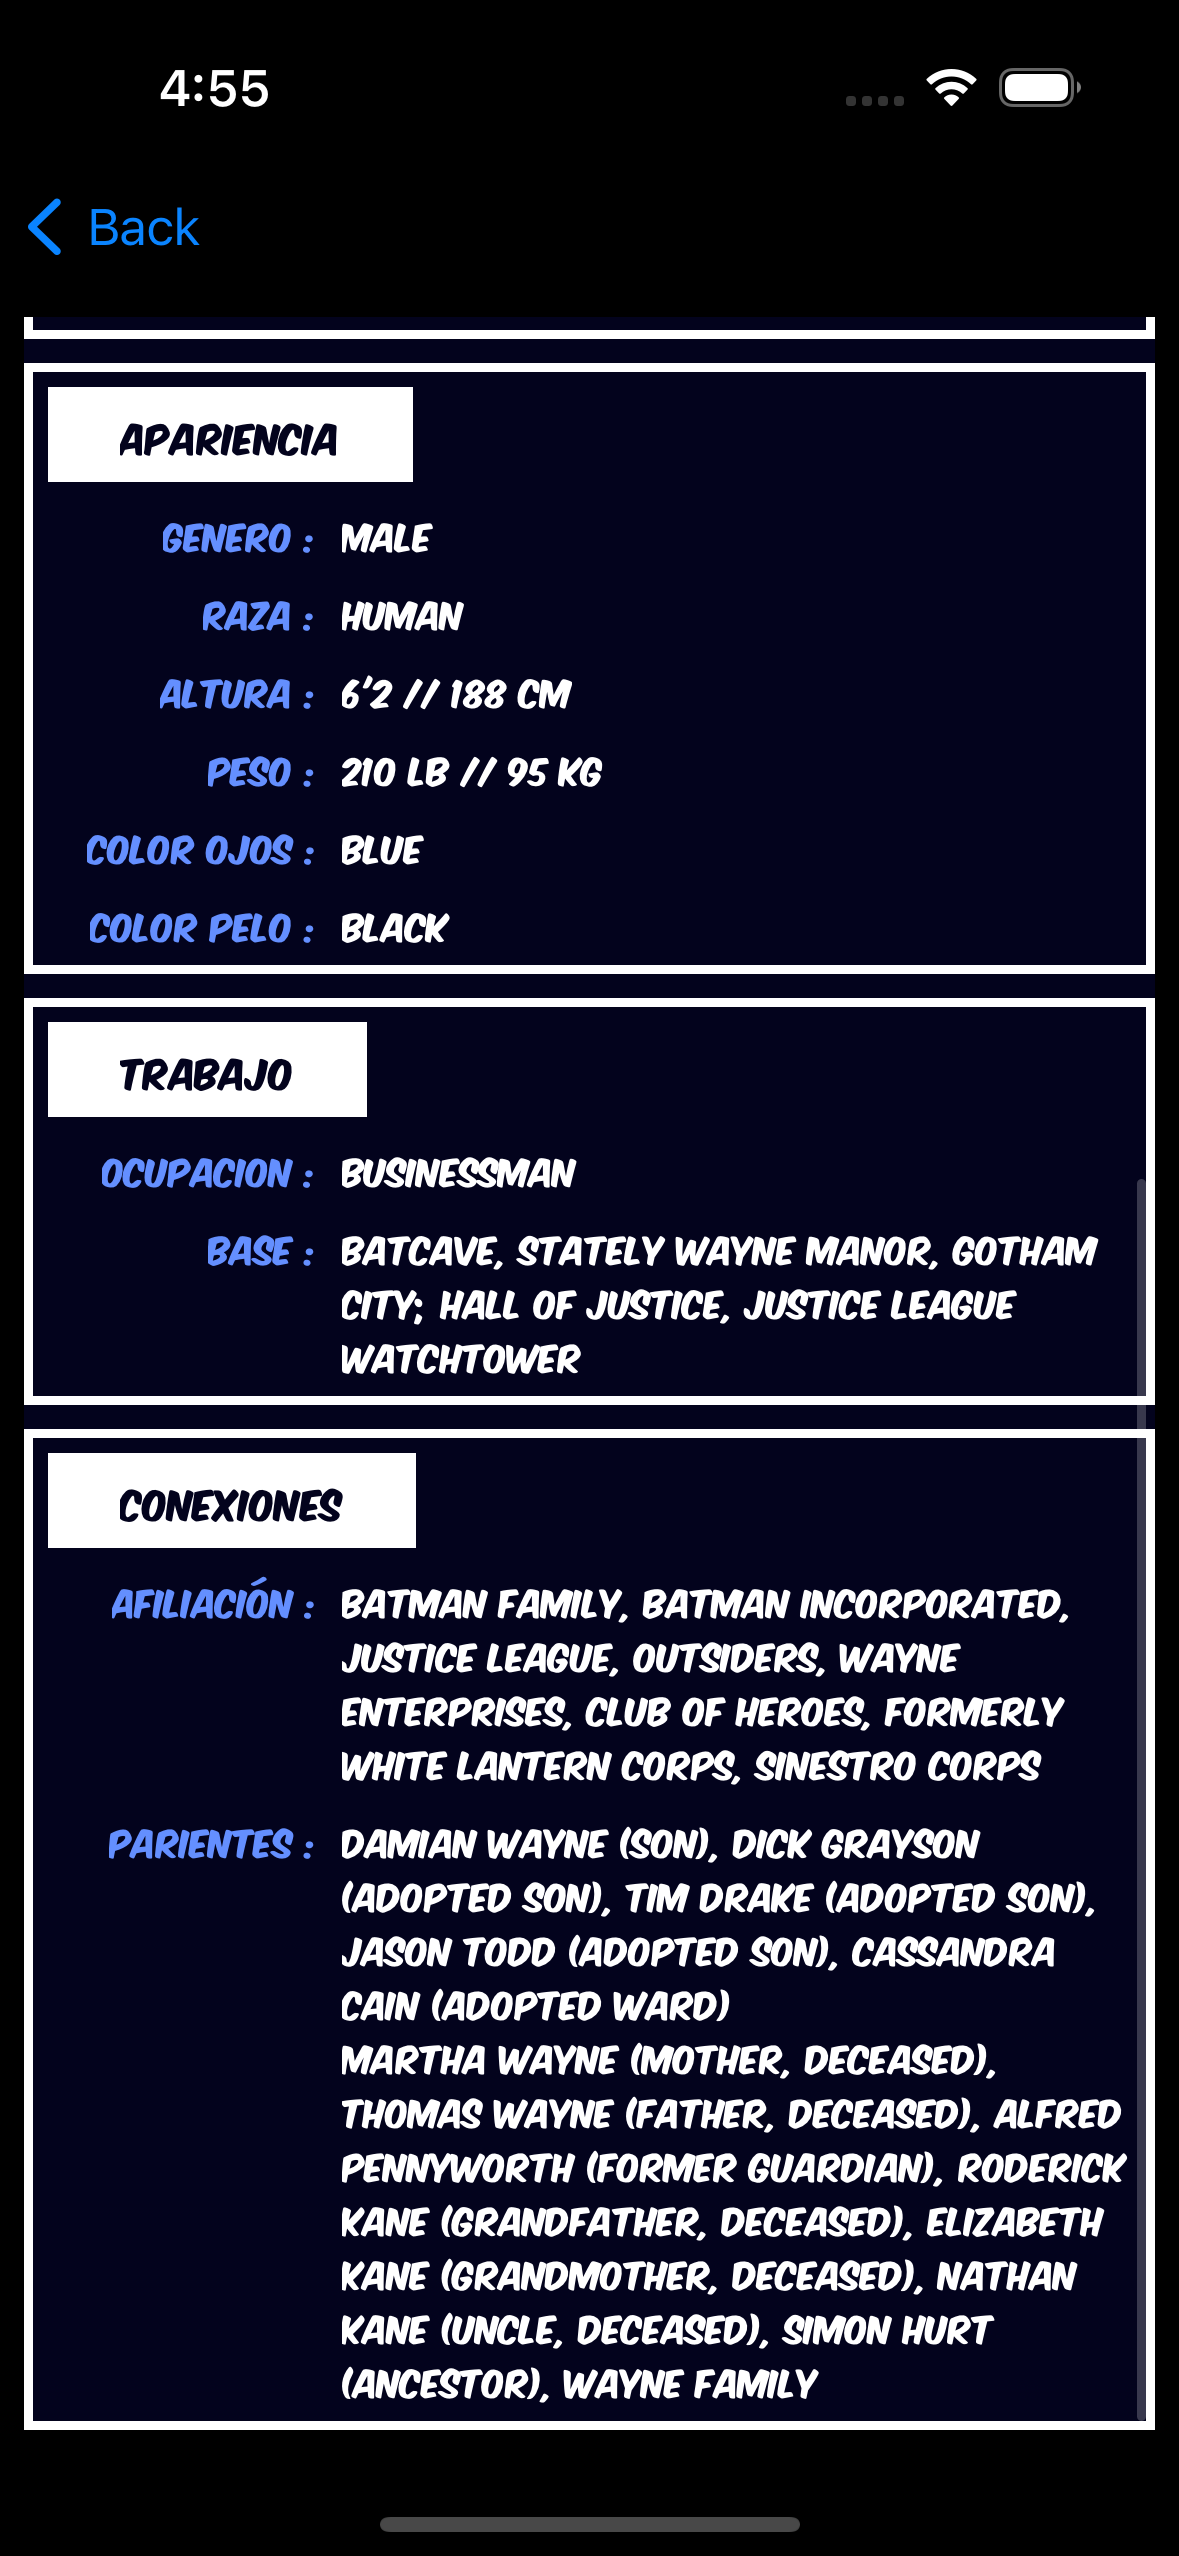 4:55
Back
APARIENCIA
GENERO : MALE
RAZA : HUMAN
ALTURA : 6'2 // 188 CM
PESO : 210 LB // 95 KG
COLOR OJOS : BLUE
COLOR PELO : BLACK
TRABAJO
OCUPACION : BUSINESSMAN
BASE : BATCAVE, STATELY WAYNE MANOR, GOTHAM
CITY; HALL OF JUSTICE, JUSTICE LEAGUE
WATCHTOWER
CONEXIONES
AFILIACIÓN : BATMAN FAMILY, BATMAN INCORPORATED,
JUSTICE LEAGUE, OUTSIDERS, WAYNE
ENTERPRISES, CLUB OF HEROES, FORMERLY
WHITE LANTERN CORPS, SINESTRO CORPS
PARIENTES : DAMIAN WAYNE (SON), DICK GRAYSON
(ADOPTED SON), TIM DRAKE (ADOPTED SON),
JASON TODD (ADOPTED SON), CASSANDRA
CAIN (ADOPTED WARD)
MARTHA WAYNE (MOTHER, DECEASED),
THOMAS WAYNE (FATHER, DECEASED), ALFRED
PENNYWORTH (FORMER GUARDIAN), RODERICK
KANE (GRANDFATHER, DECEASED), ELIZABETH
KANE (GRANDMOTHER, DECEASED), NATHAN
KANE (UNCLE, DECEASED), SIMON HURT
(ANCESTOR), WAYNE FAMILY